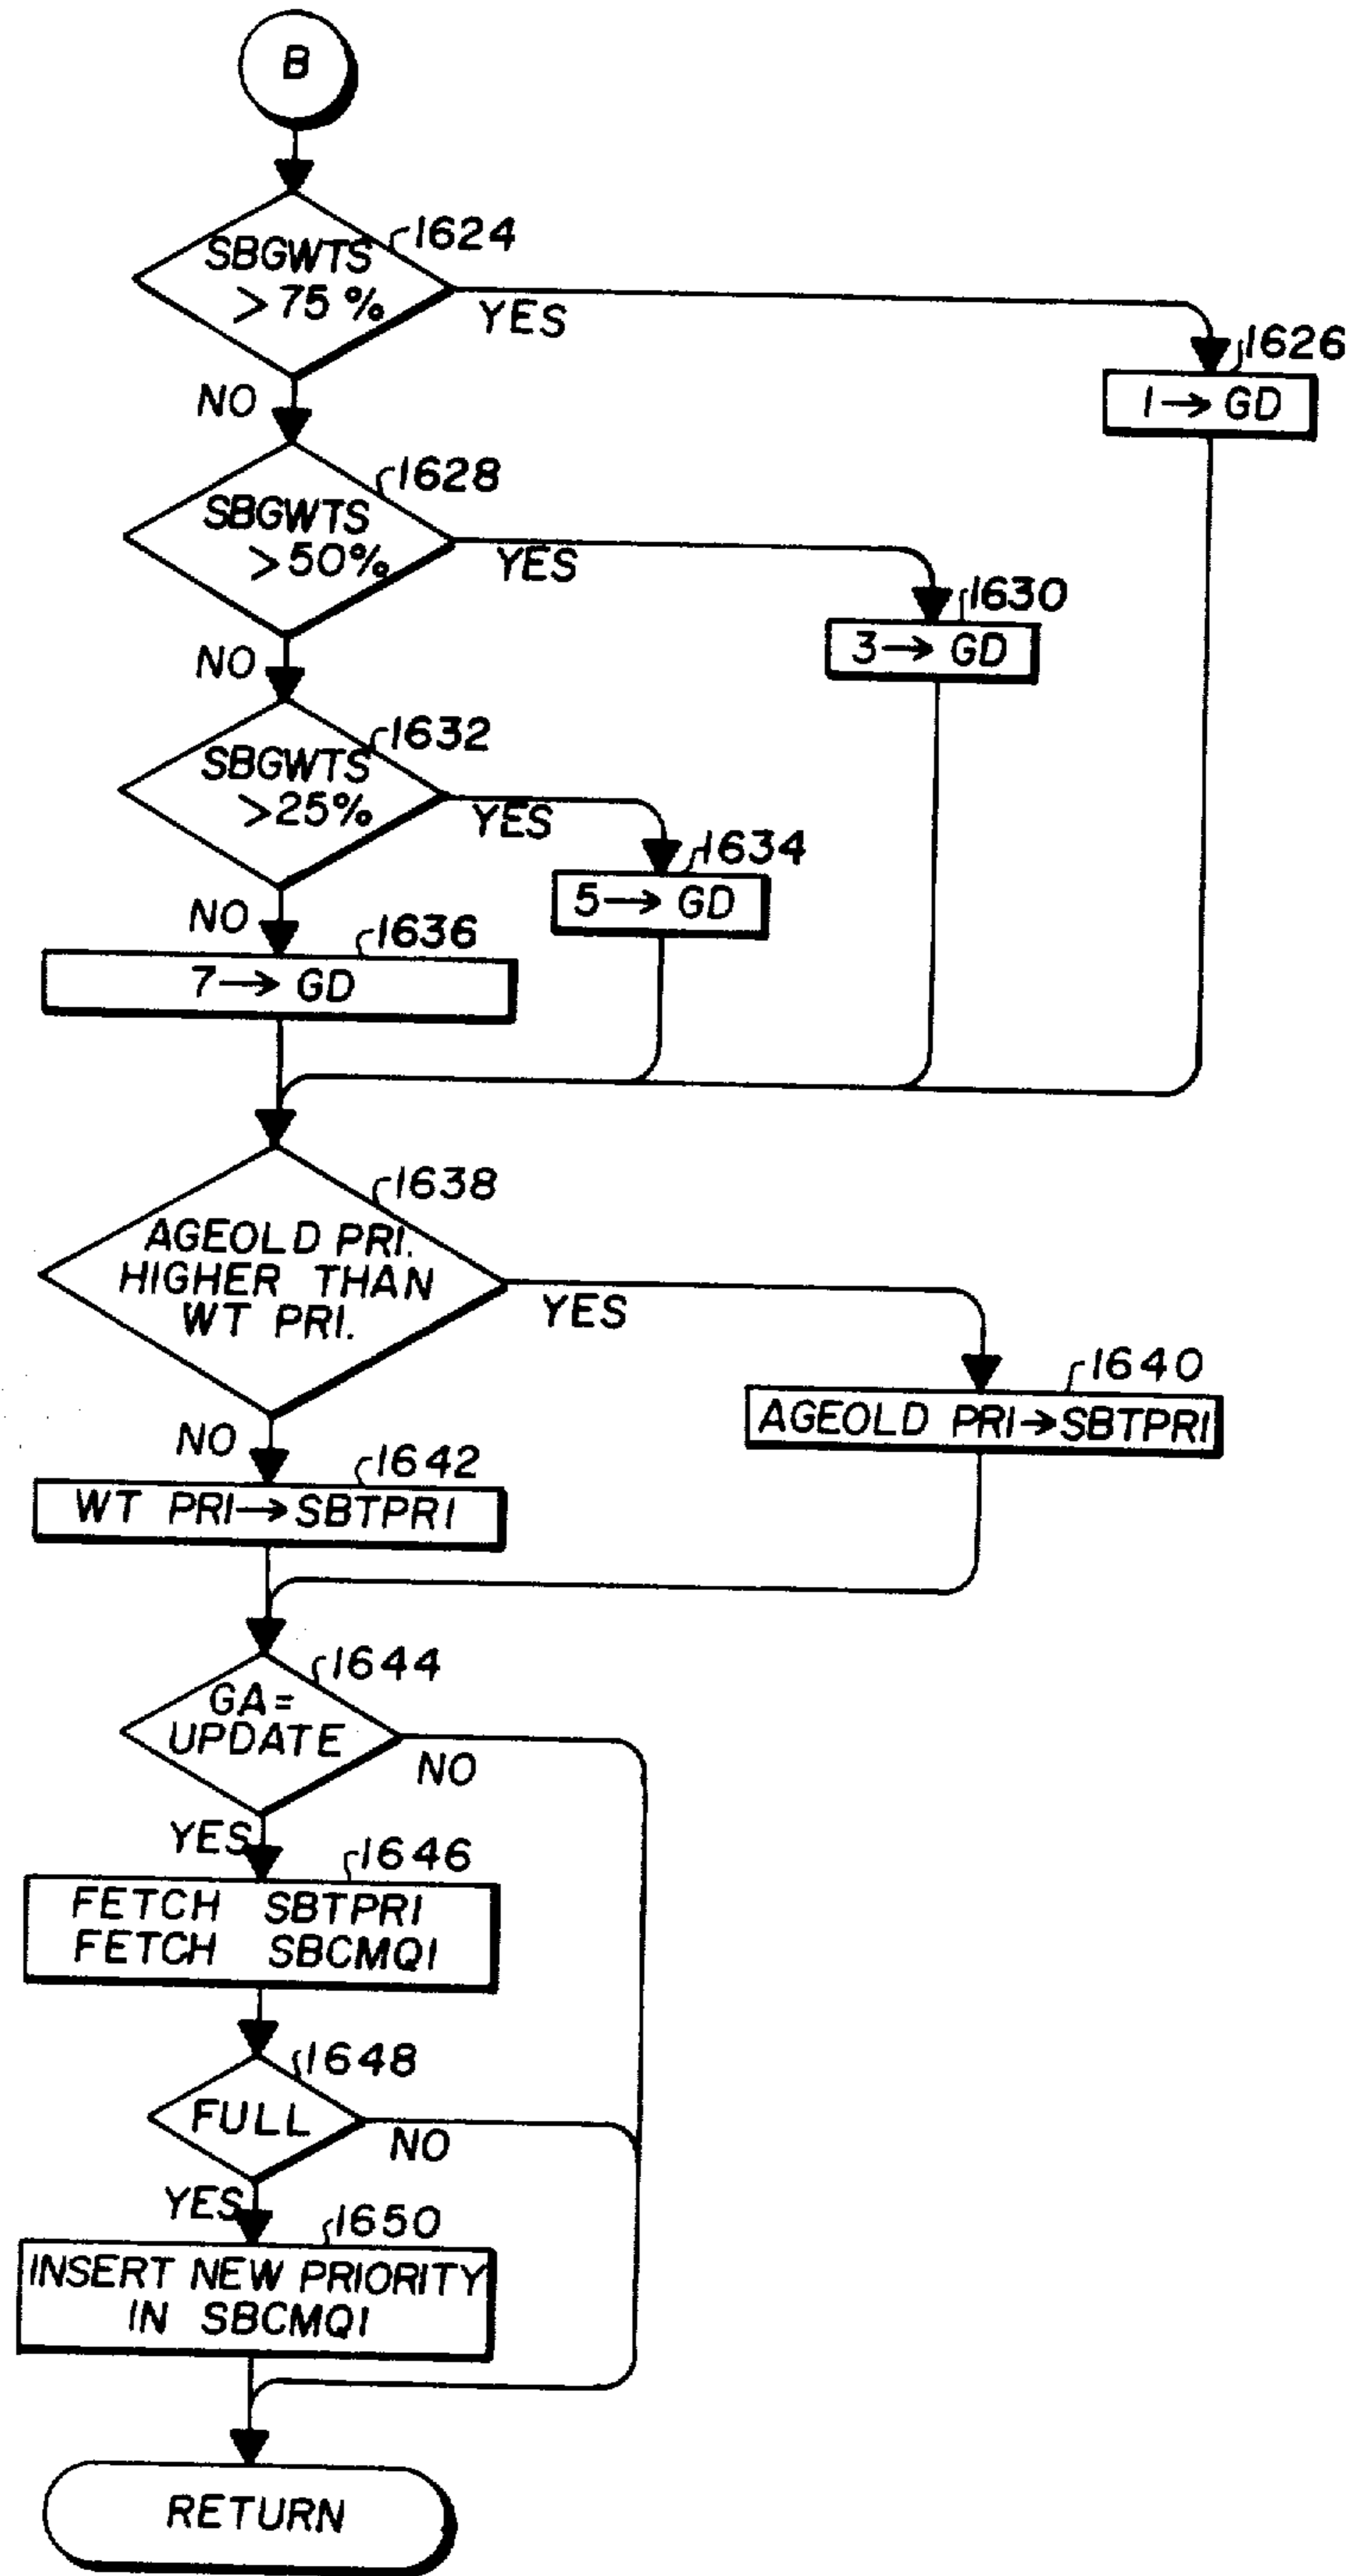 B
1624
SBGWTS
>75%
YES
1626
1→GD
NO
1628
SBGWTS
>50%
YES
1630
3→GD
NO
1632
SBGWTS
>25%
YES
1634
5→GD
NO
1636
7→GD
1638
AGEOLD PRI.
HIGHER THAN
WT PRI.
YES
1640
AGEOLD PRI→SBTPRI
NO
1642
WT PRI→SBTPRI
1644
GA=
UPDATE
NO
YES
1646
FETCH SBTPRI
FETCH SBCMQI
1648
FULL
NO
YES
1650
INSERT NEW PRIORITY
IN SBCMQI
RETURN